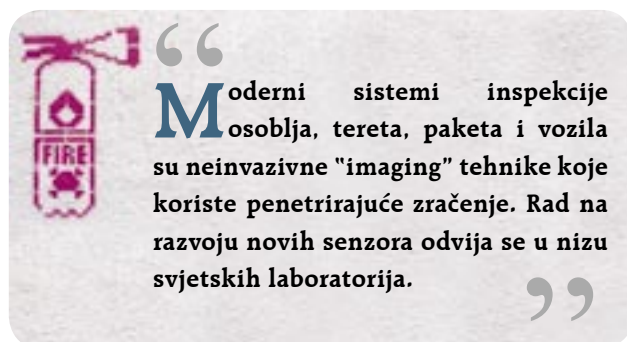 “
Moderni sistemi inspekcije
osoblja, tereta, paketa i vozila
su neinvazivne “imaging” tehnike koje
koriste penetrirajuće zračenje. Rad na
razvoju novih senzora odvija se u nizu
svjetskih laboratorija.
”
FIRE